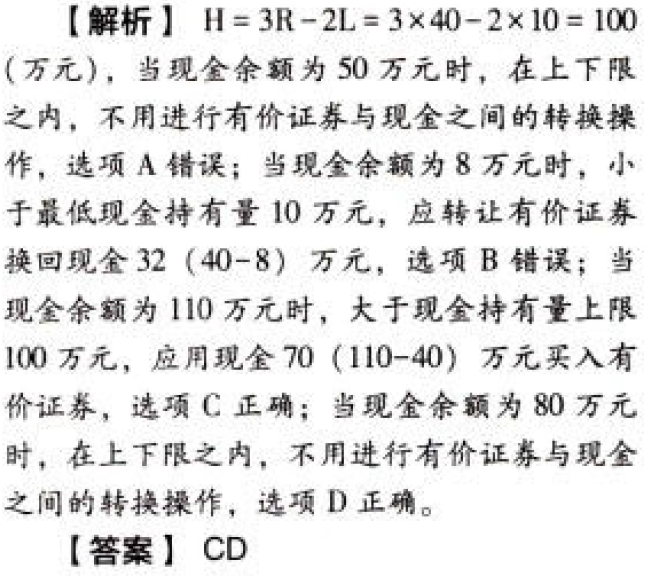 【解析】 H=3R-2L=3×40-2×10=100
(万元)，当现金余额为 50 万元时，在上下限
之内，不用进行有价证券与现金之间的转换操
作，选项 A 错误；当现金余额为 8 万元时，小
于最低现金持有量 10 万元，应转让有价证券
换回现金 32（40-8）万元，选项 B 错误；当
现金余额为 110 万元时，大于现金持有量上限
100 万元，应用现金 70（110-40）万元买入有
价证券，选项 C 正确；当现金余额为 80 万元
时，在上下限之内，不用进行有价证券与现金
之间的转换操作，选项 D 正确。
【答案】 CD